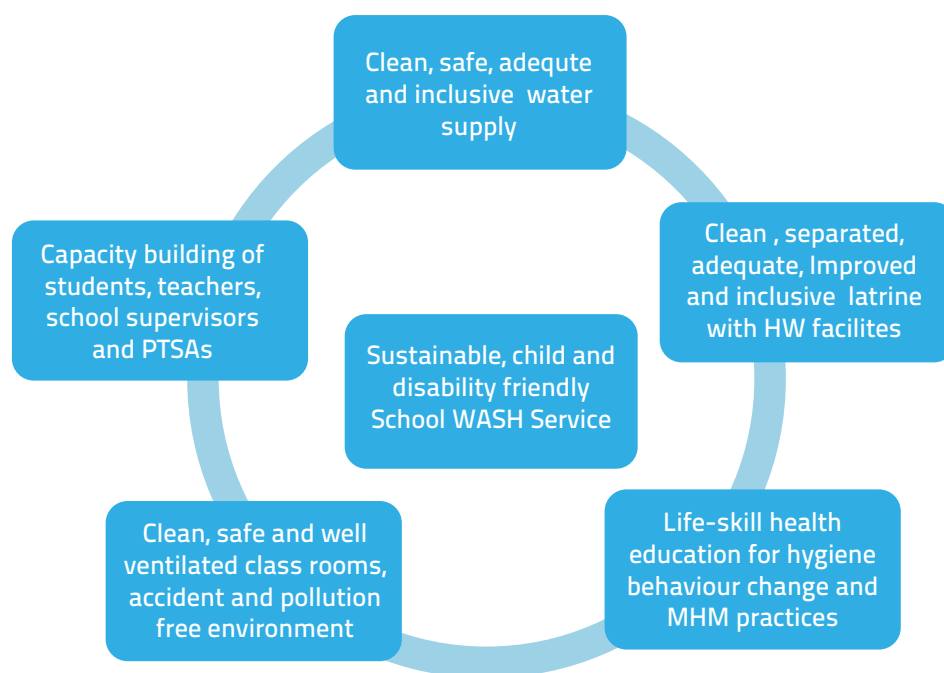 Clean, safe, adequte
and inclusive water
supply
Clean , separated,
adequate, Improved
and inclusive latrine
with HW facilites
Capacity building of
students, teachers,
school supervisors
and PTSAs
Sustainable, child and
disability friendly
School WASH Service
Life-skill health
education for hygiene
behaviour change and
MHM practices
Clean, safe and well
ventilated class rooms,
accident and pollution
free environment